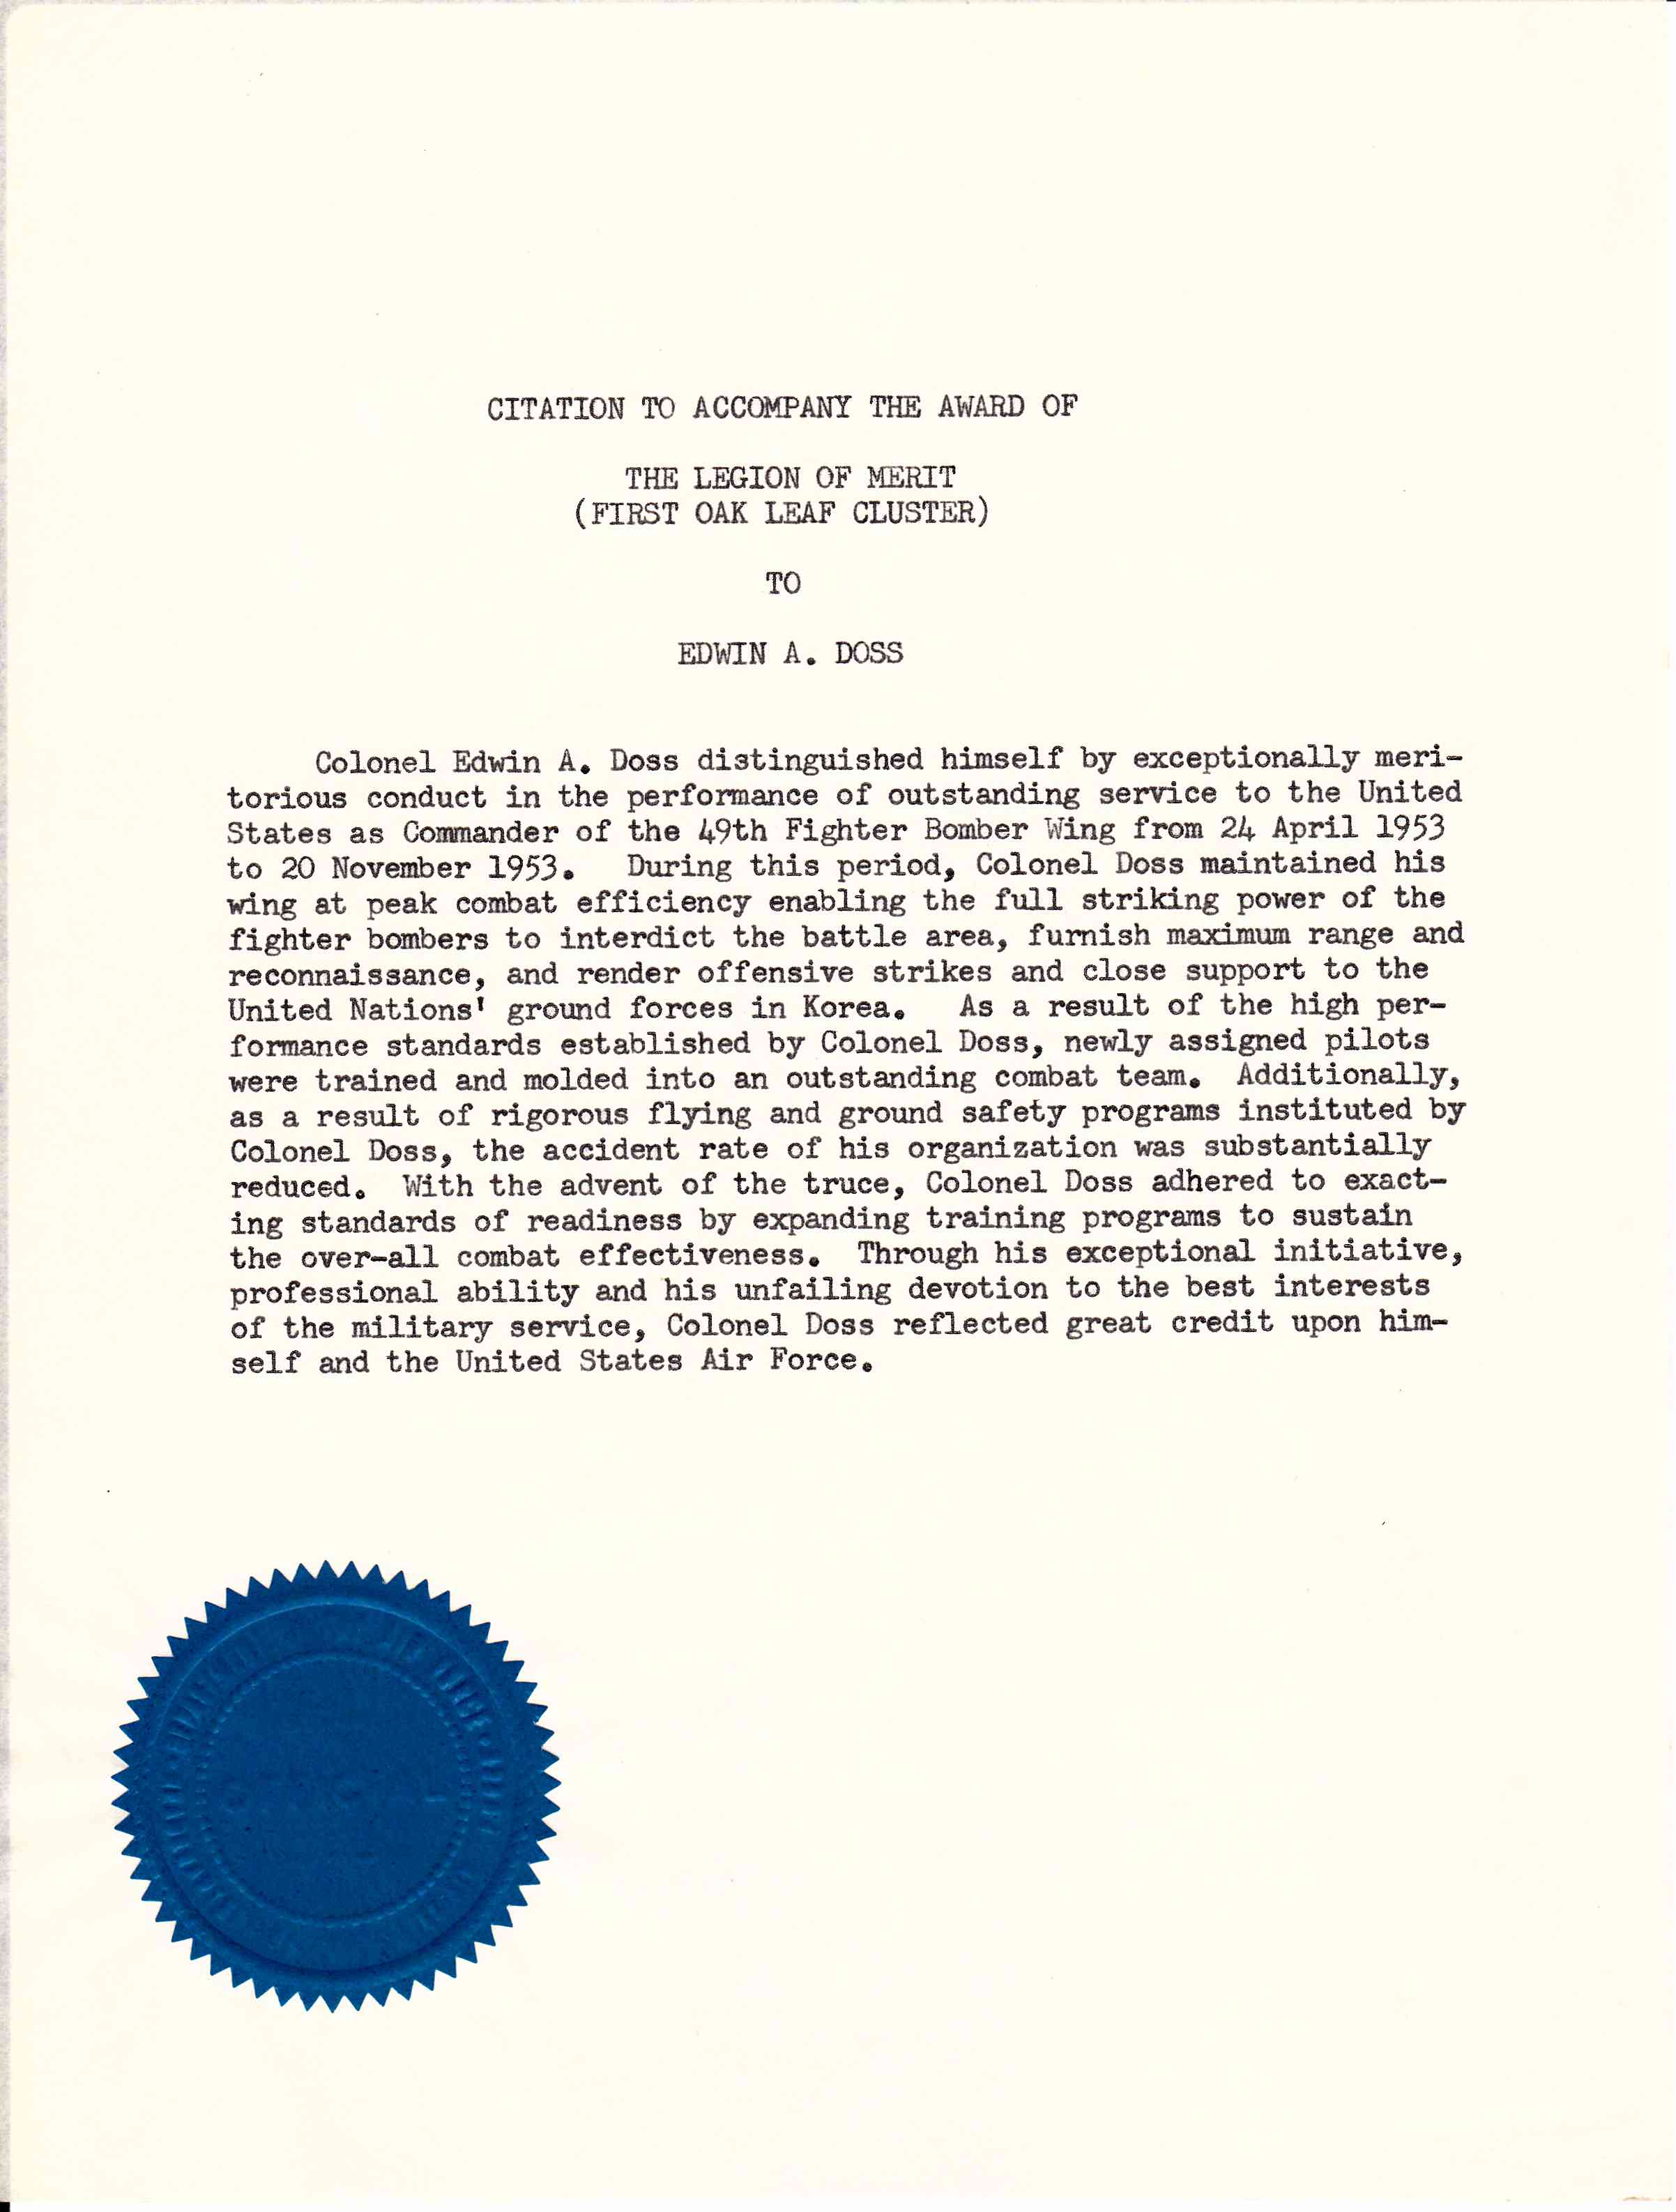 CITATION TO ACCOMPANY THE AWARD OF
THE LEGION OF MERIT
(FIRST OAK LEAF CLUSTER)
TO
EDWIN A. DOSS
Colonel Edwin A. Doss distinguished himself by exceptionally meri-
torious conduct in the performance of outstanding service to the United
States as Commander of the 49th Fighter Bomber Wing from 24 April 1953
to 20 November 1953. During this period, Colonel Doss maintained his
wing at peak combat efficiency enabling the full striking power of the
fighter bombers to interdict the battle area, furnish maximum range and
reconnaissance, and render offensive strikes and close support to the
United Nations' ground forces in Korea. As a result of the high per-
formance standards established by Colonel Doss, newly assigned pilots
were trained and molded into an outstanding combat team. Additionally,
as a result of rigorous flying and ground safety programs instituted by
Colonel Doss, the accident rate of his organization was substantially
reduced. With the advent of the truce, Colonel Doss adhered to exact-
ing standards of readiness by expanding training programs to sustain
the over-all combat effectiveness. Through his exceptional initiative,
professional ability and his unfailing devotion to the best interests
of the military service, Colonel Doss reflected great credit upon him-
self and the United States Air Force.